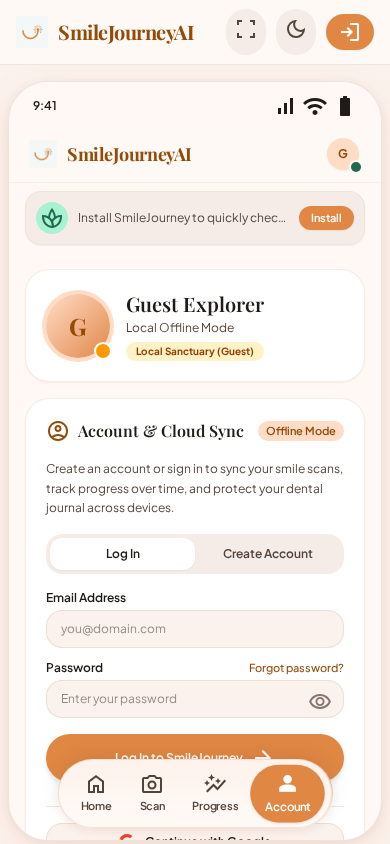 SmileJourneyAI
9:41
SmileJourneyAI
G
Install SmileJourney to quickly chec...
Install
G
Guest Explorer
Local Offline Mode
Local Sanctuary (Guest)
Account & Cloud Sync
Offline Mode
Create an account or sign in to sync your smile scans,
track progress over time, and protect your dental
journal across devices.
Log In
Create Account
Email Address
you@domain.com
Password
Forgot password?
Enter your password
Log In to SmileJourney
Home
Scan
Progress
Account
Continue with Google